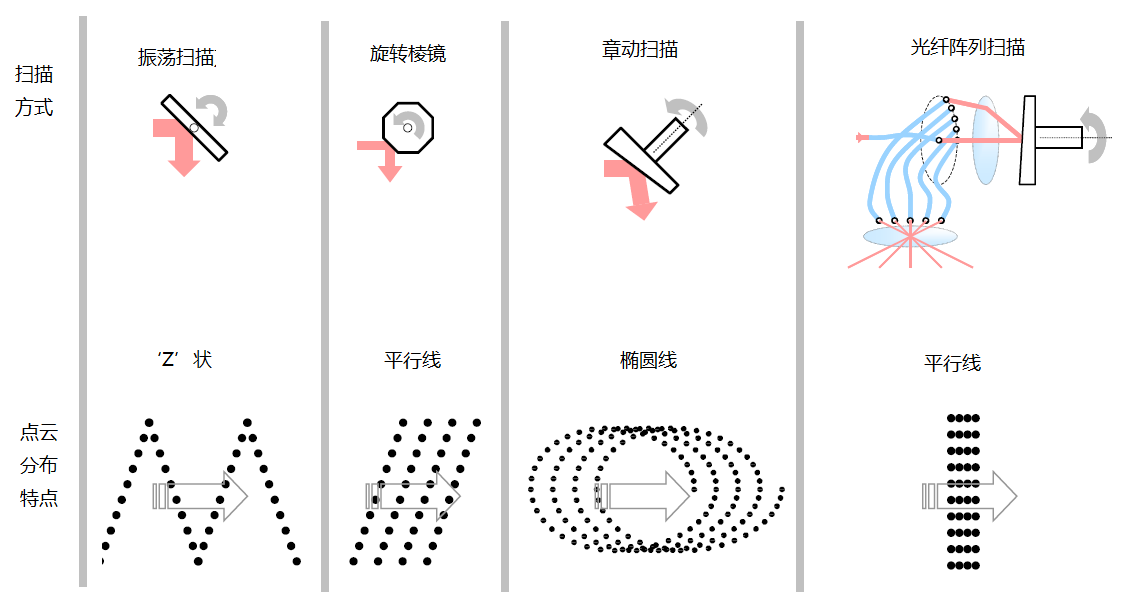 扫描
方式
振荡扫描
旋转棱镜
章动扫描
光纤阵列扫描
点云
分布
特点
‘Z’ 状
平行线
椭圆线
平行线